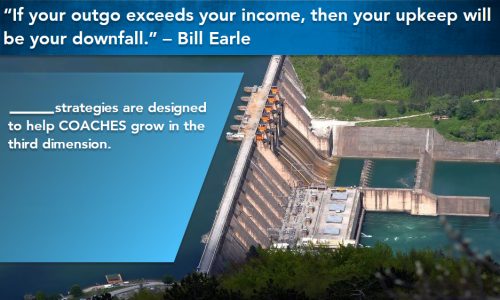 “If your outgo exceeds your income, then your upkeep will
be your downfall.” – Bill Earle
______strategies are designed
to help COACHES grow in the
third dimension.